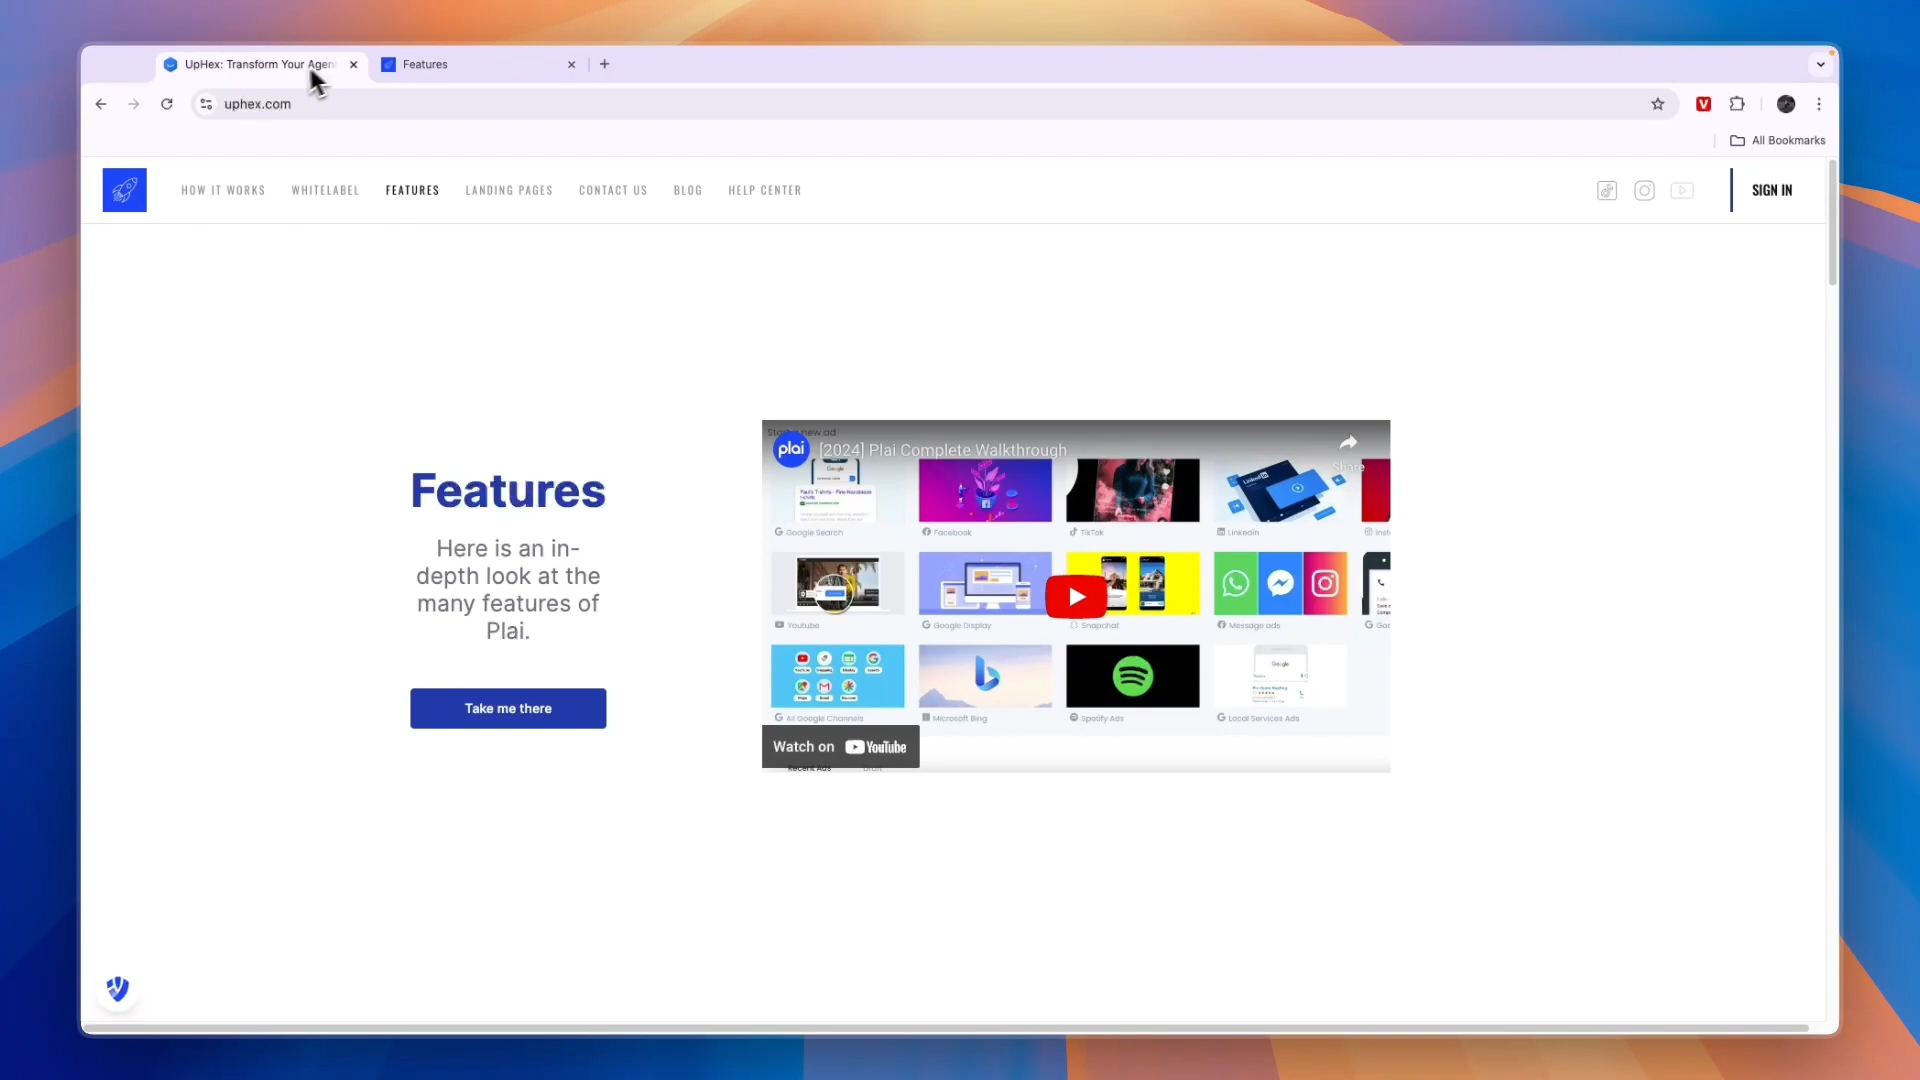 UpHex: Transform Your Agen
Features
uphex.com
All Bookmarks
HOW IT WORKS
WHITELABEL
FEATURES
LANDING PAGES
CONTACT US
BLOG
HELP CENTER
SIGN IN
Features
Here is an in-
depth look at the
many features of
Plai.
Take me there
plai
[2024] Plai Complete Walkthrough
Share
Google Search
Facebook
TikTok
LinkedIn
Youtube
Google Display
Snapchat
Message ads
All Google Channels
Microsoft Bing
Spotify Ads
Local Services Ads
Watch on YouTube
Recent Ads
Draft